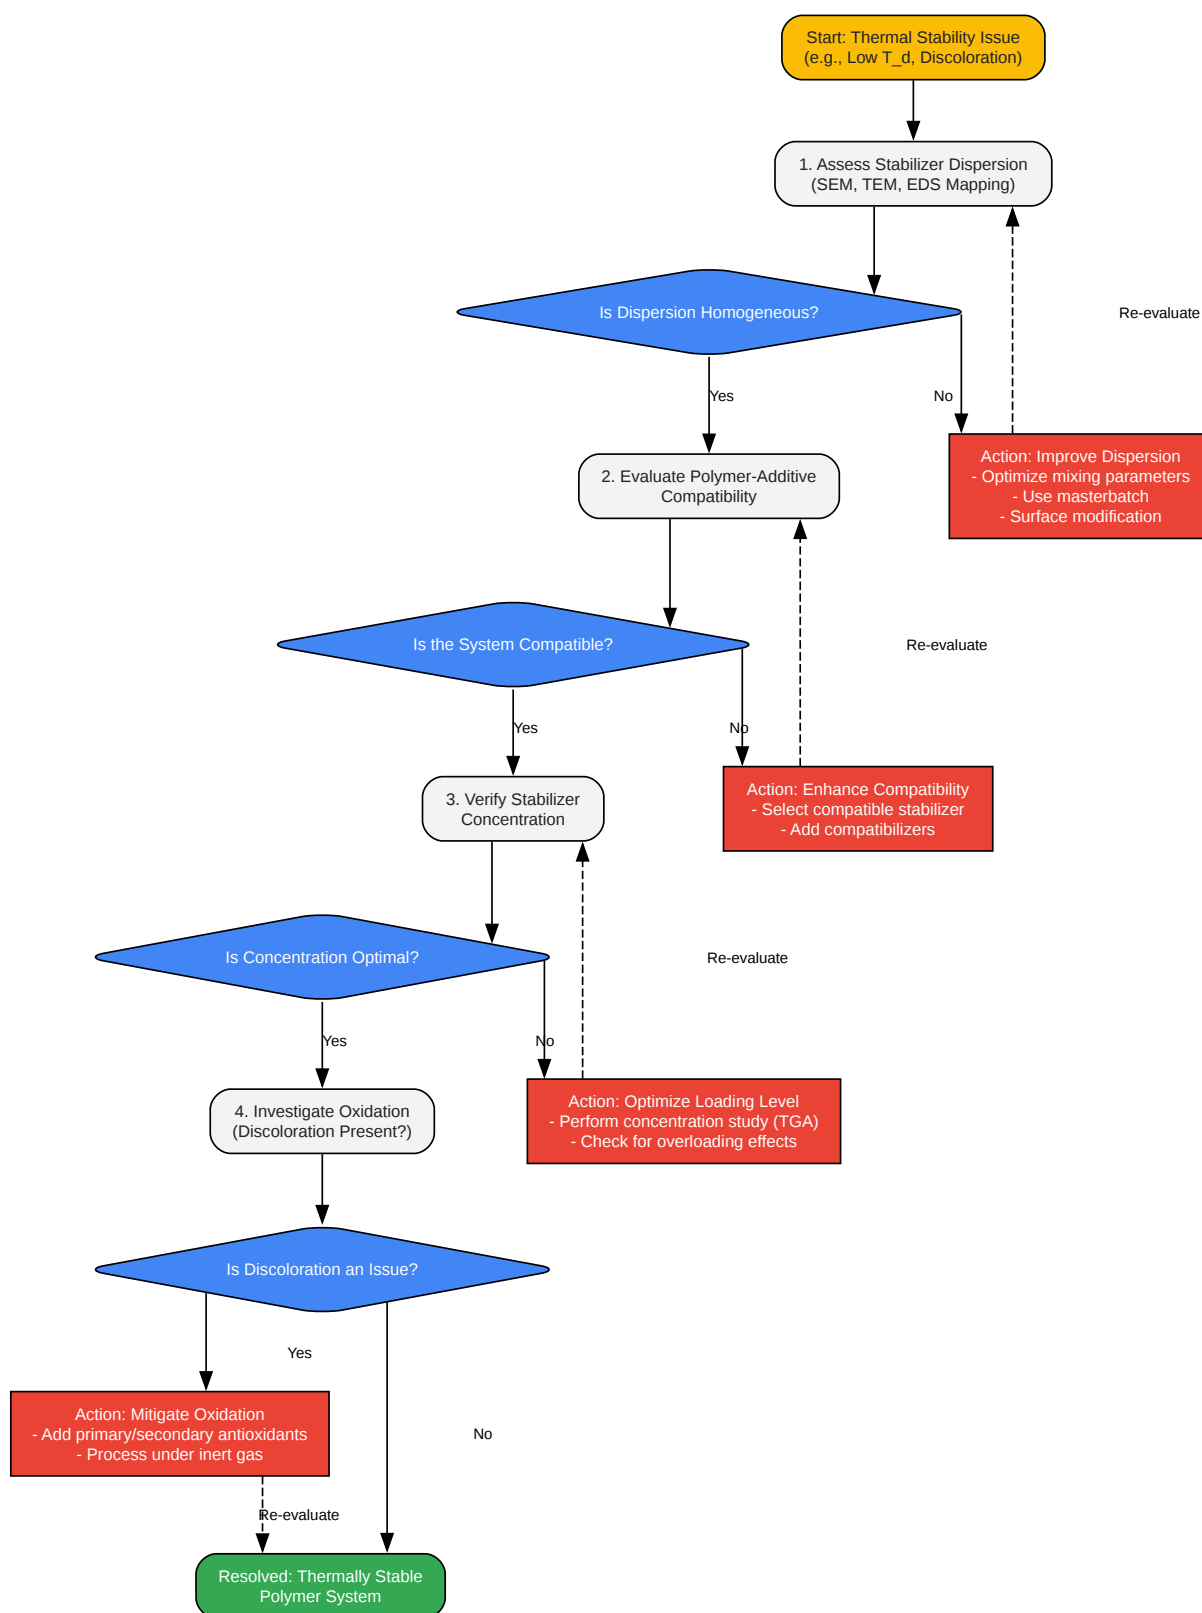 Start: Thermal Stability Issue
(e.g., Low T_d, Discoloration)
1. Assess Stabilizer Dispersion
(SEM, TEM, EDS Mapping)
Is Dispersion Homogeneous?
Re-evaluate
Yes
No
Action: Improve Dispersion
- Optimize mixing parameters
- Use masterbatch
- Surface modification
2. Evaluate Polymer-Additive
Compatibility
Is the System Compatible?
Re-evaluate
Yes
No
Action: Enhance Compatibility
- Select compatible stabilizer
- Add compatibilizers
3. Verify Stabilizer
Concentration
Is Concentration Optimal?
Re-evaluate
Yes
No
Action: Optimize Loading Level
- Perform concentration study (TGA)
- Check for overloading effects
4. Investigate Oxidation
(Discoloration Present?)
Is Discoloration an Issue?
Yes
No
Action: Mitigate Oxidation
- Add primary/secondary antioxidants
- Process under inert gas
Re-evaluate
Resolved: Thermally Stable
Polymer System